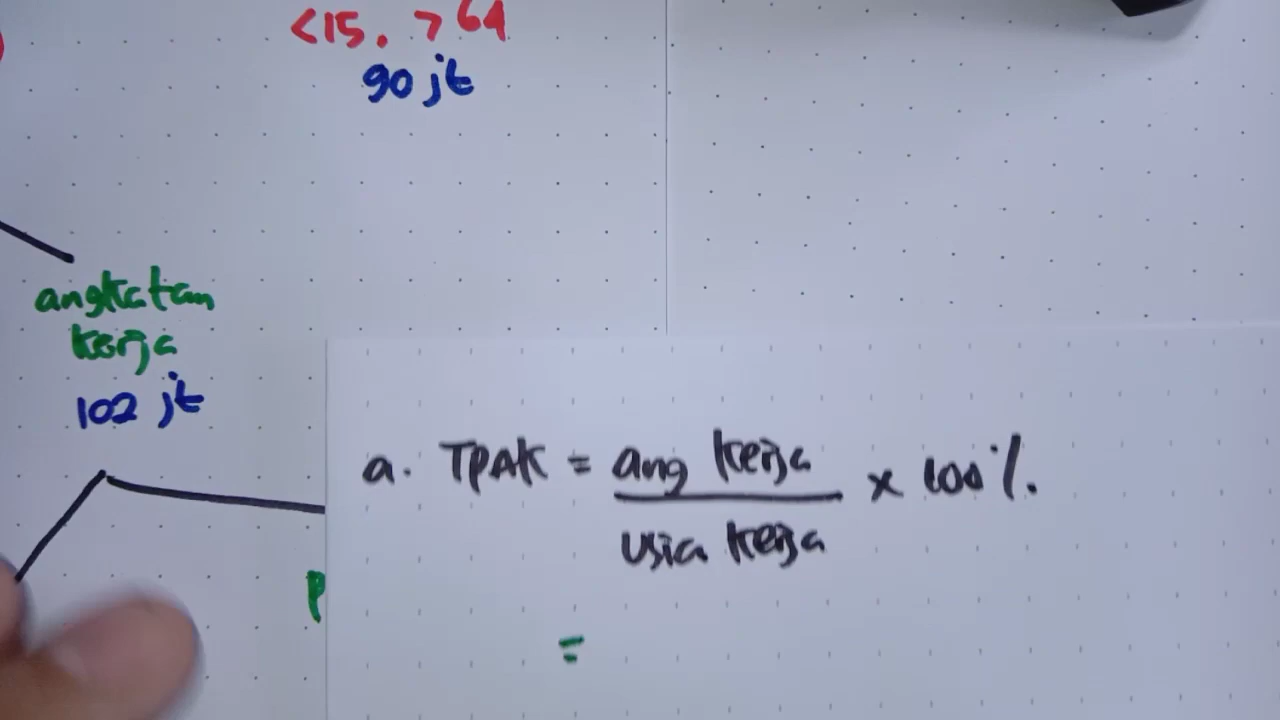 <15, >64
90 jt
angkatan
kerja
102 jt
a. TPAK = ang kerja x 100%.
usia kerja
P
=